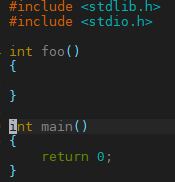 #include <stdlib.h>
#include <stdio.h>
int foo()
{
}
int main()
{
    return 0;
}